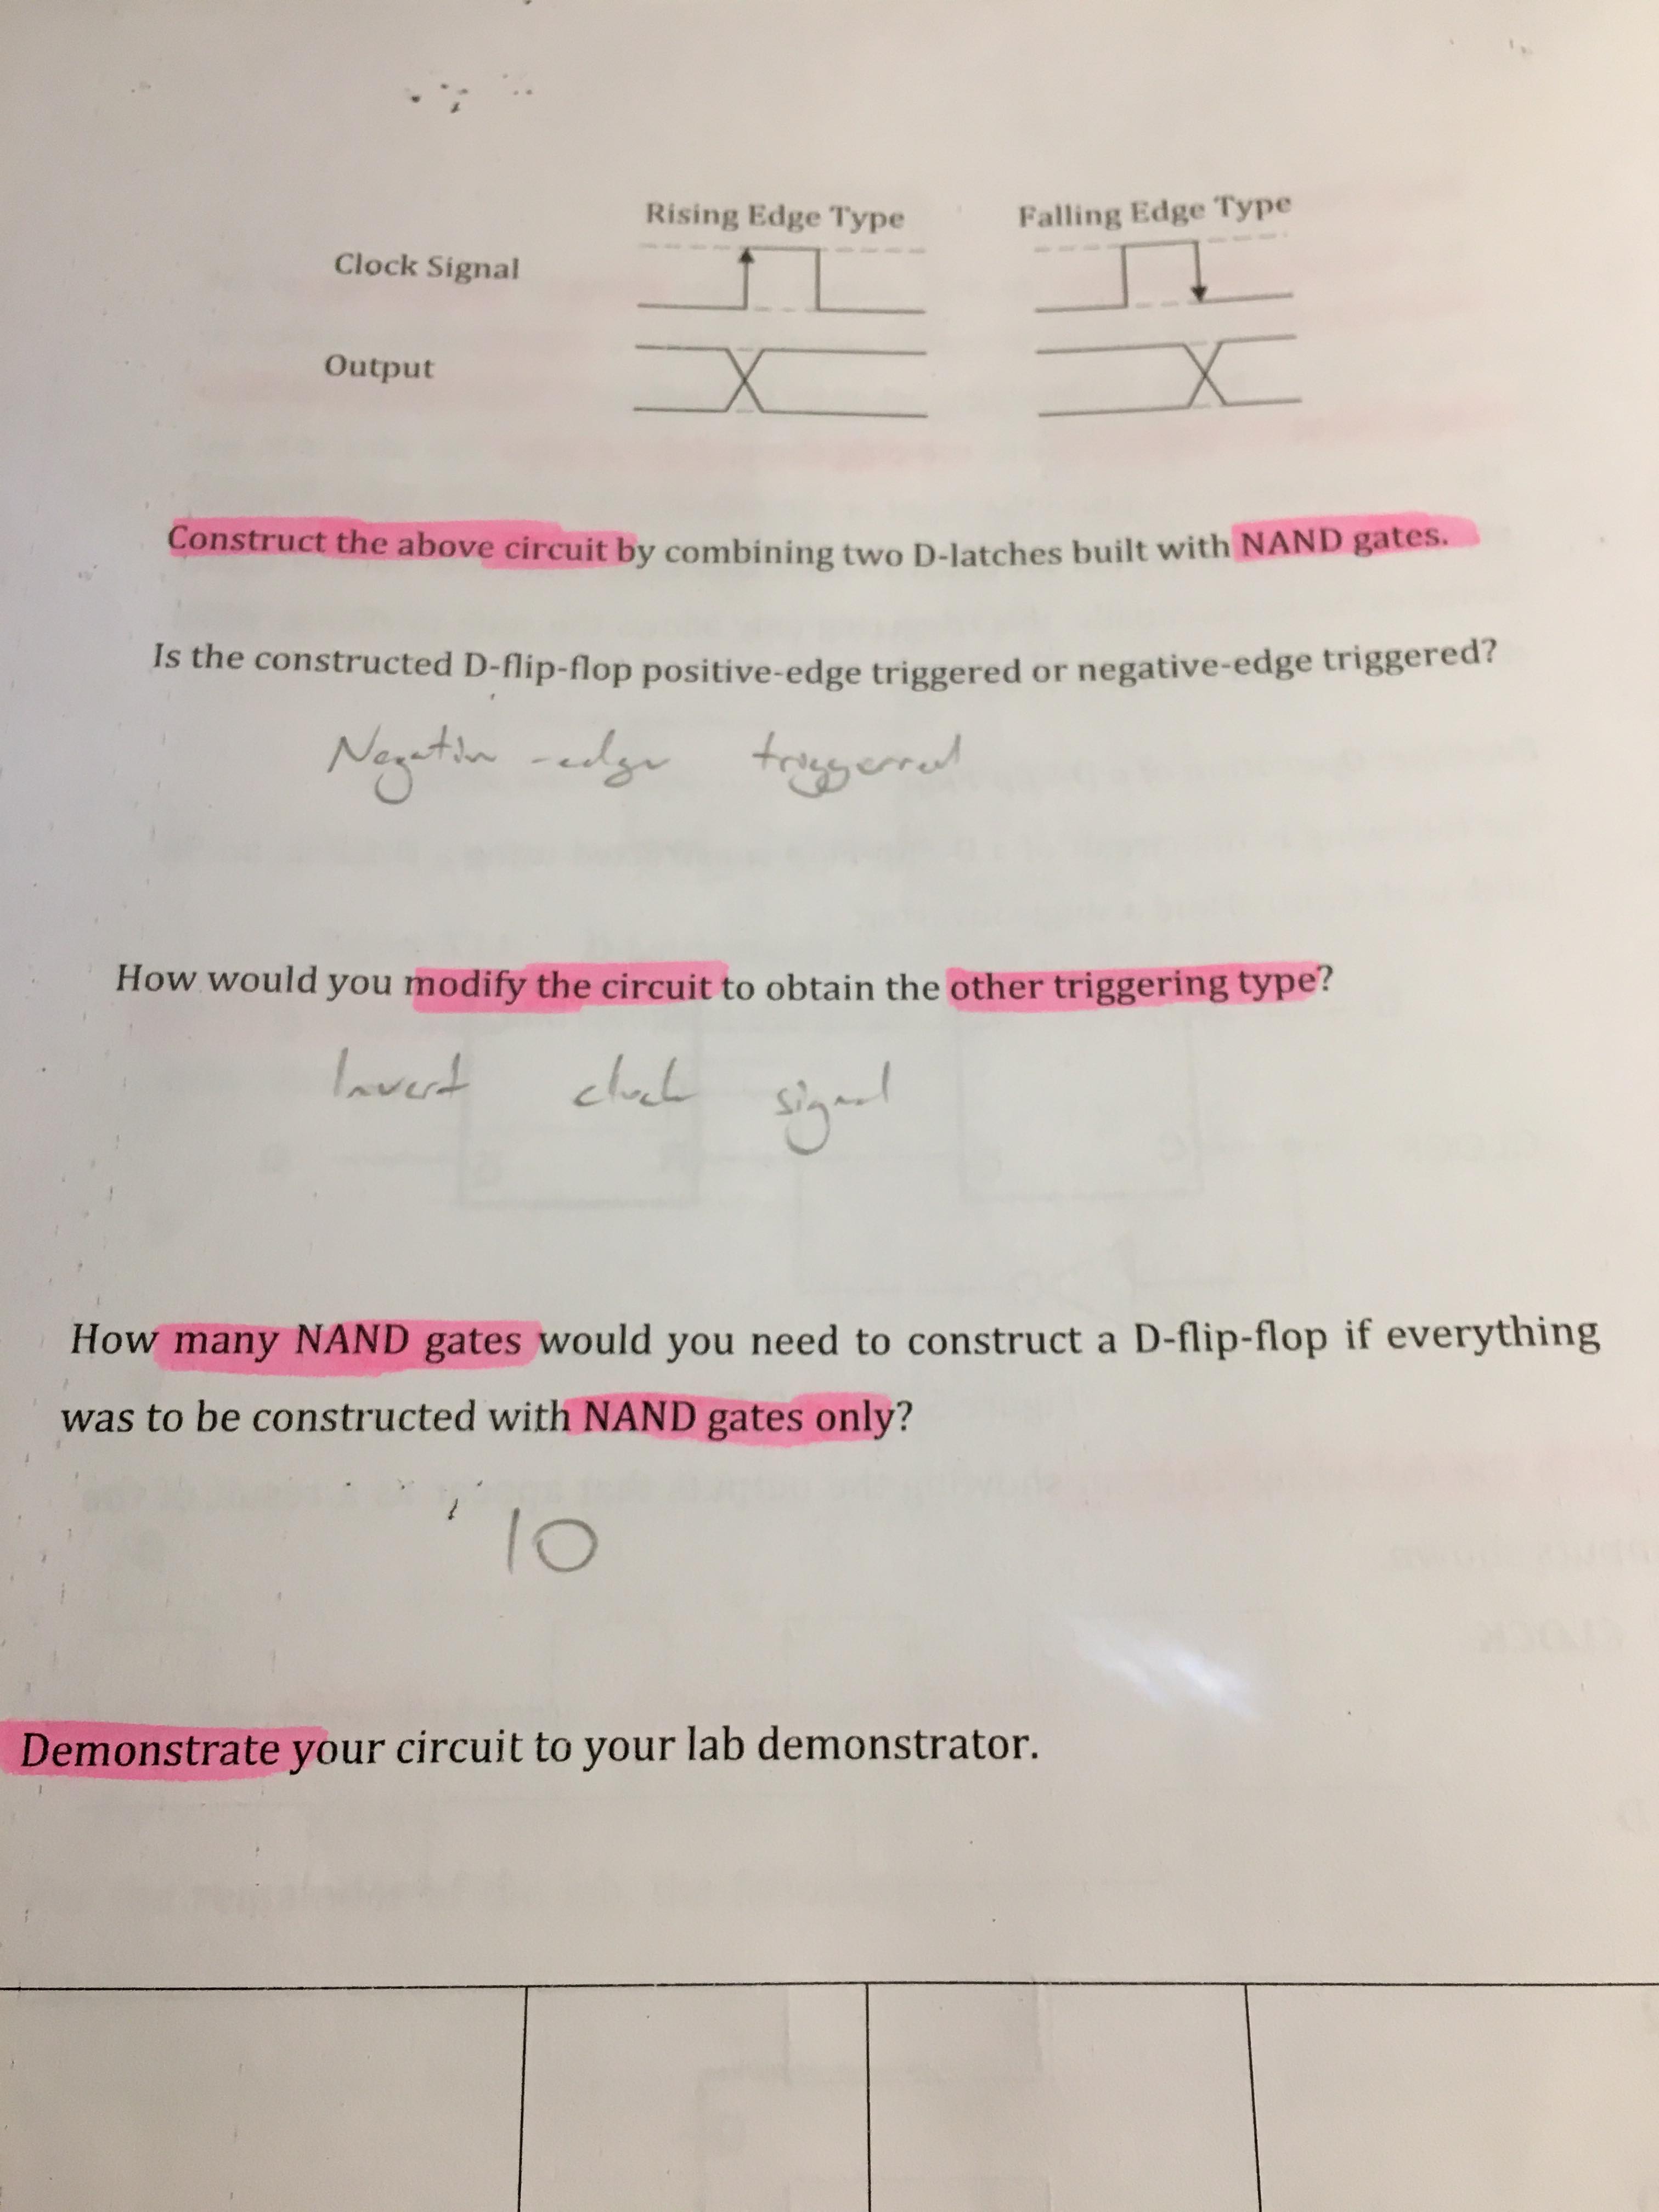 Rising Edge Type Falling Edge Type
Clock Signal
Output
Construct the above circuit by combining two D-latches built with NAND gates.
Is the constructed D-flip-flop positive-edge triggered or negative-edge triggered?
Negative -edge triggerred
How would you modify the circuit to obtain the other triggering type?
Invert clock signal
How many NAND gates would you need to construct a D-flip-flop if everything
was to be constructed with NAND gates only?
10
Demonstrate your circuit to your lab demonstrator.